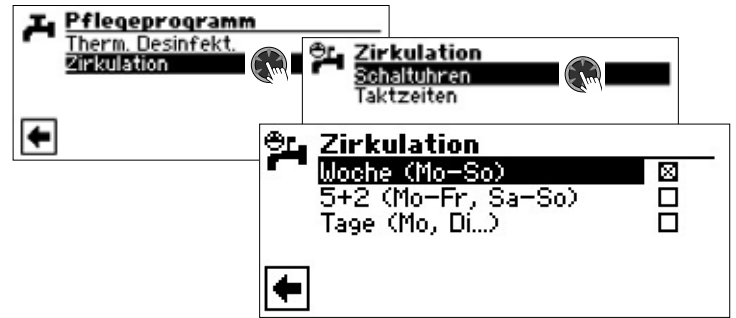 Pflegeprogramm
Therm. Desinfekt.
Zirkulation
Zirkulation
Schaltuhren
Taktzeiten
Zirkulation
Woche (Mo-So)
5+2 (Mo-Fr, Sa-So)
Tage (Mo, Di...)